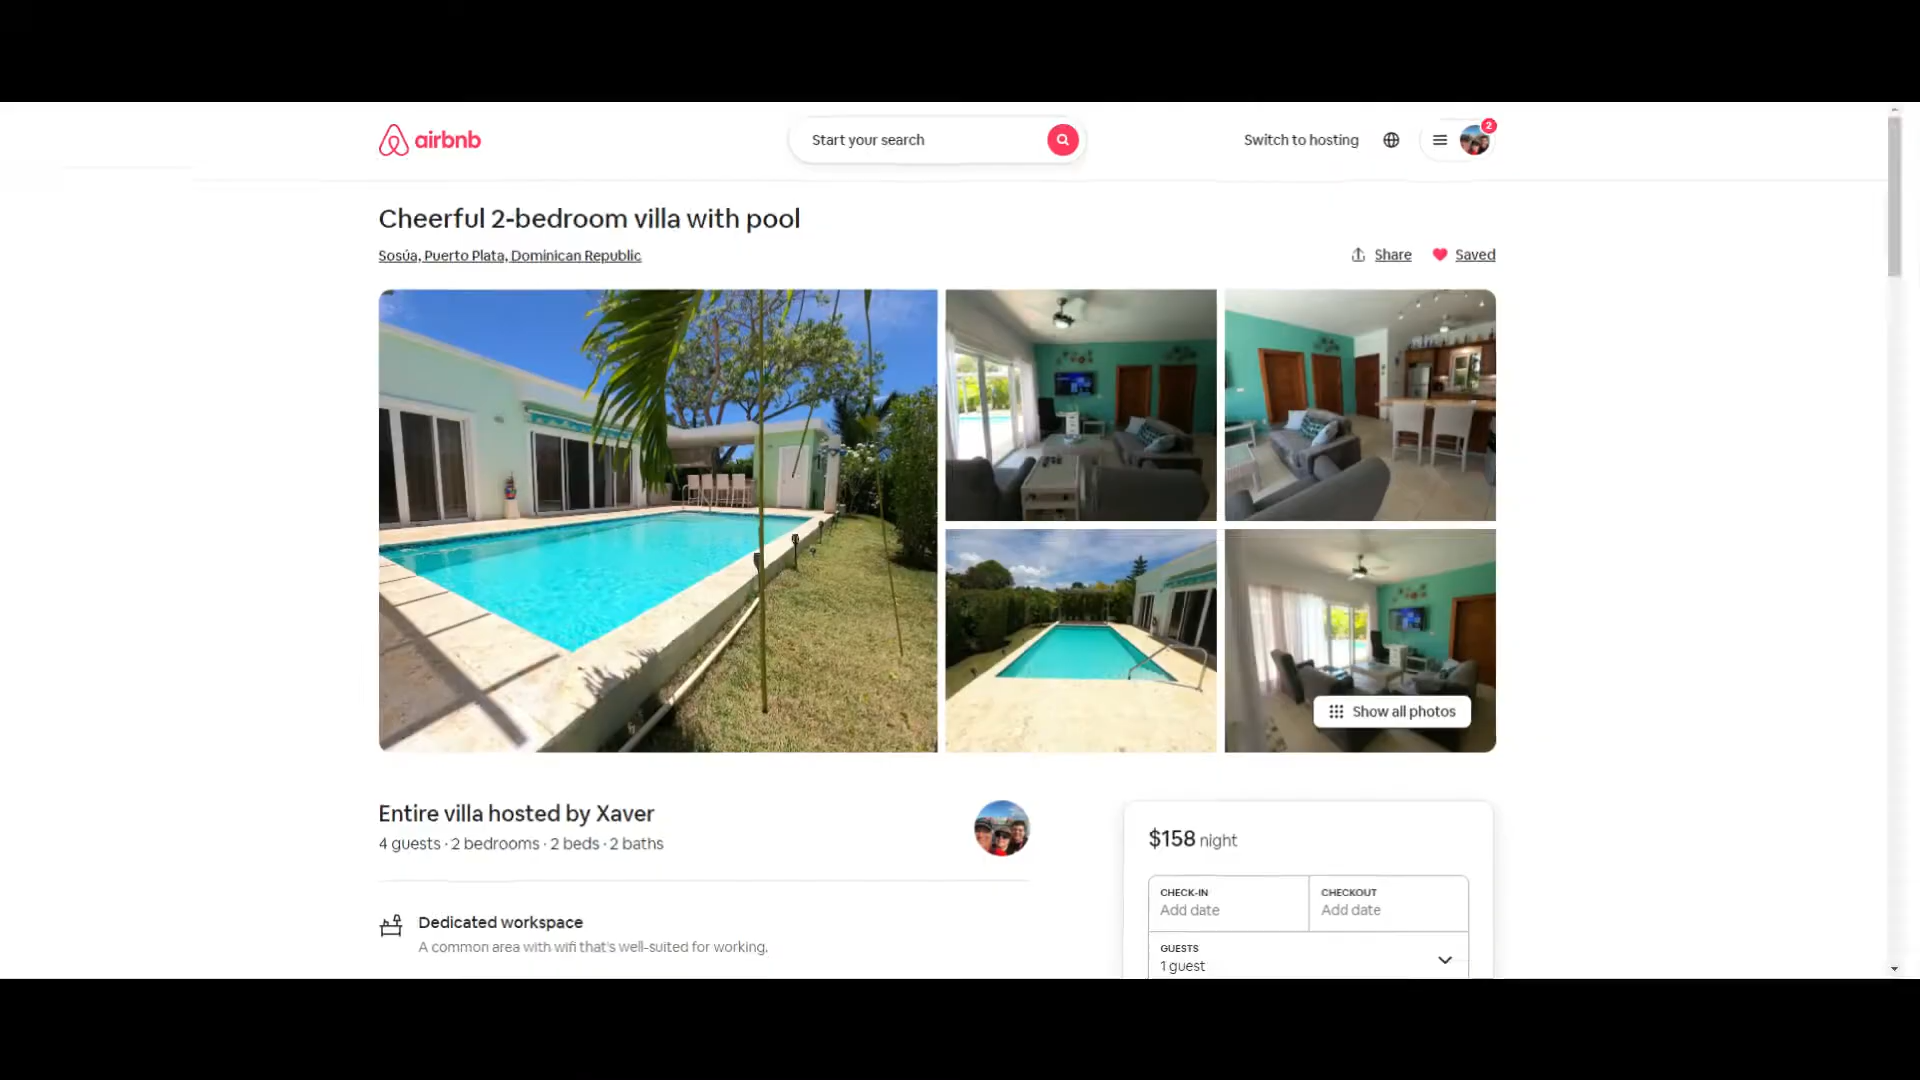 airbnb
Start your search
Switch to hosting
2
Cheerful 2-bedroom villa with pool
Sosúa, Puerto Plata, Dominican Republic
Share
Saved
Show all photos
Entire villa hosted by Xaver
4 guests · 2 bedrooms · 2 beds · 2 baths
$158 night
CHECK-IN
Add date
CHECKOUT
Add date
Dedicated workspace
A common area with wifi that's well-suited for working.
GUESTS
1 guest